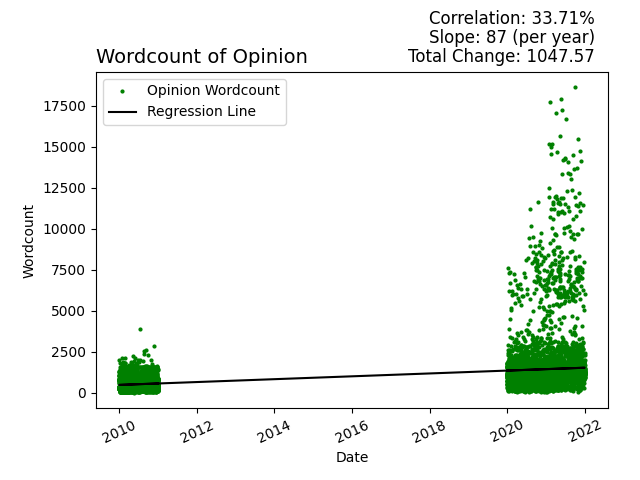 Correlation: 33.71%
Slope: 87 (per year)
Wordcount of Opinion
Total Change: 1047.57
Opinion Wordcount
Regression Line
17500
15000
12500
10000
7500
5000
2500
0
Wordcount
2010
2012
2014
2016
2018
2020
2022
Date